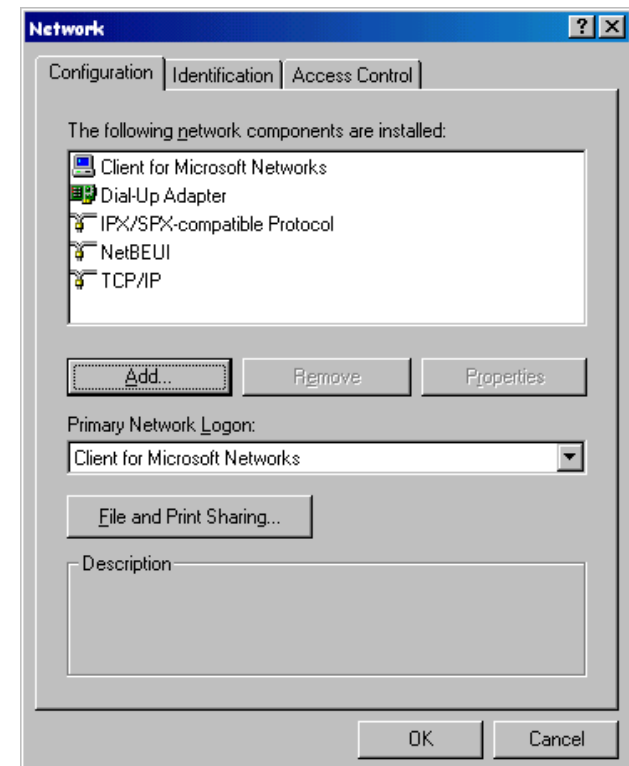 Network
Configuration Identification Access Control
The following network components are installed:
Client for Microsoft Networks
Dial-Up Adapter
IPX/SPX-compatible Protocol
NetBEUI
TCP/IP
Add... Remove Properties
Primary Network Logon:
Client for Microsoft Networks
File and Print Sharing...
Description
OK Cancel